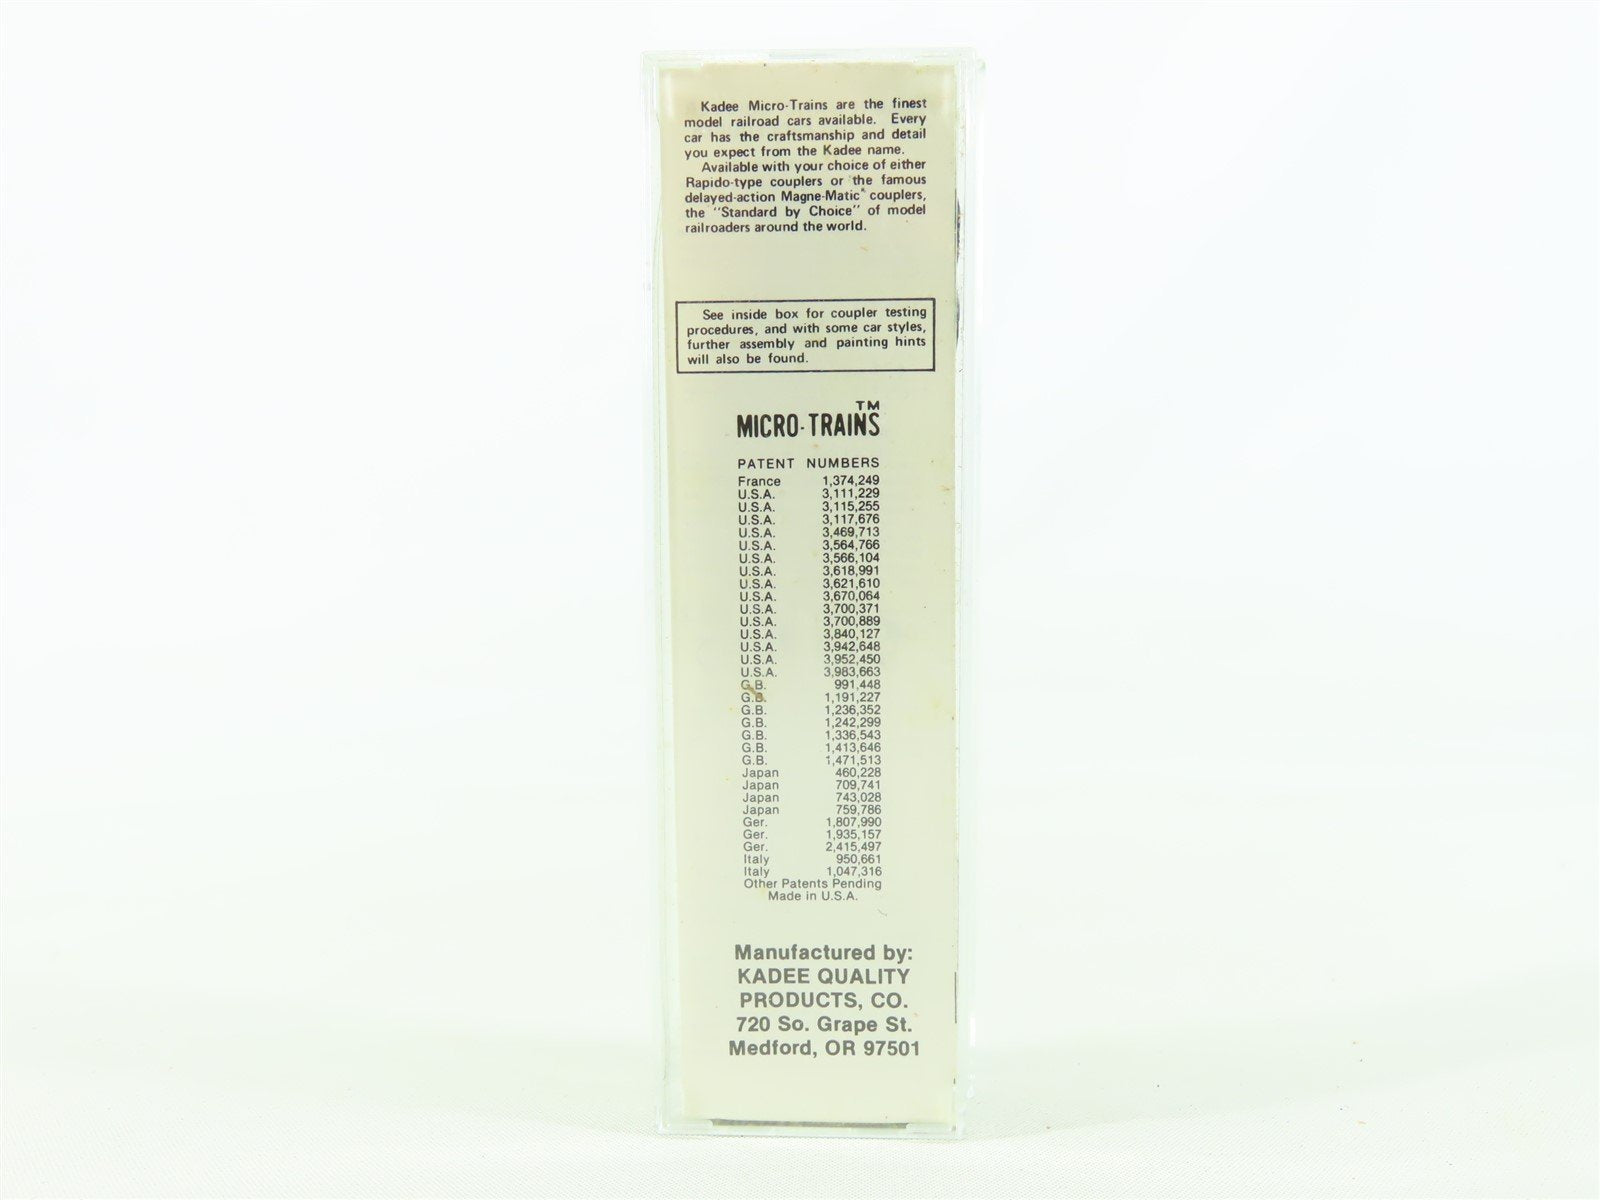 Kadee Micro-Trains are the finest
model railroad cars available. Every
car has the craftsmanship and detail
you expect from the Kadee name.
Available with your choice of either
Rapido-type couplers or the famous
delayed-action Magne-Matic® couplers,
the "Standard by Choice" of model
railroaders around the world.
See inside box for coupler testing
procedures, and with some car styles,
further assembly and painting hints
will also be found.
MICRO-TRAINS™
PATENT NUMBERS
France 1,374,249
U.S.A. 3,111,229
U.S.A. 3,115,255
U.S.A. 3,117,676
U.S.A. 3,469,713
U.S.A. 3,564,766
U.S.A. 3,566,104
U.S.A. 3,618,991
U.S.A. 3,621,610
U.S.A. 3,670,064
U.S.A. 3,700,371
U.S.A. 3,700,889
U.S.A. 3,840,127
U.S.A. 3,942,648
U.S.A. 3,952,450
U.S.A. 3,983,663
G.B. 991,448
G.B. 1,191,227
G.B. 1,236,352
G.B. 1,242,299
G.B. 1,336,543
G.B. 1,413,646
G.B. 1,471,513
Japan 460,228
Japan 709,741
Japan 743,028
Japan 759,786
Ger. 1,807,990
Ger. 1,935,157
Ger. 2,415,497
Italy 950,661
Italy 1,047,316
Other Patents Pending
Made in U.S.A.
Manufactured by:
KADEE QUALITY
PRODUCTS, CO.
720 So. Grape St.
Medford, OR 97501